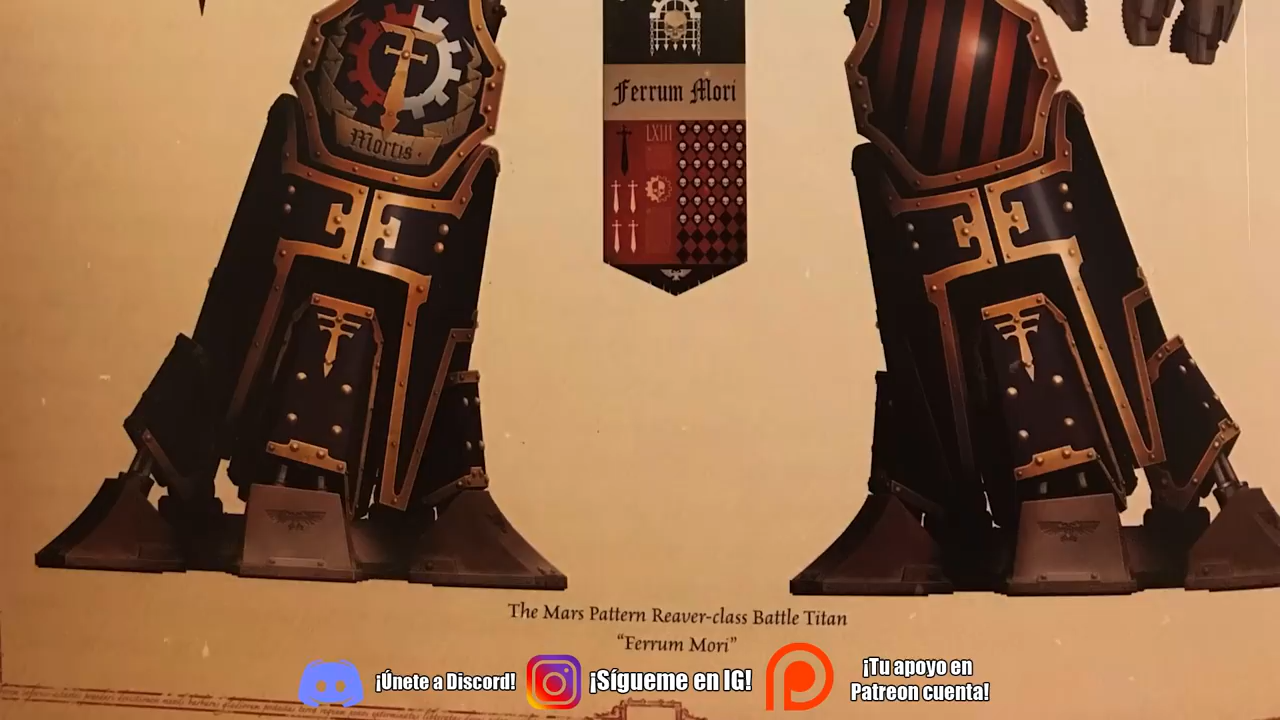 Ferrum Mori
LXIII
Mortis
The Mars Pattern Reaver-class Battle Titan
“Ferrum Mori”
¡Únete a Discord!
¡Sígueme en IG!
¡Tu apoyo en
Patreon cuenta!